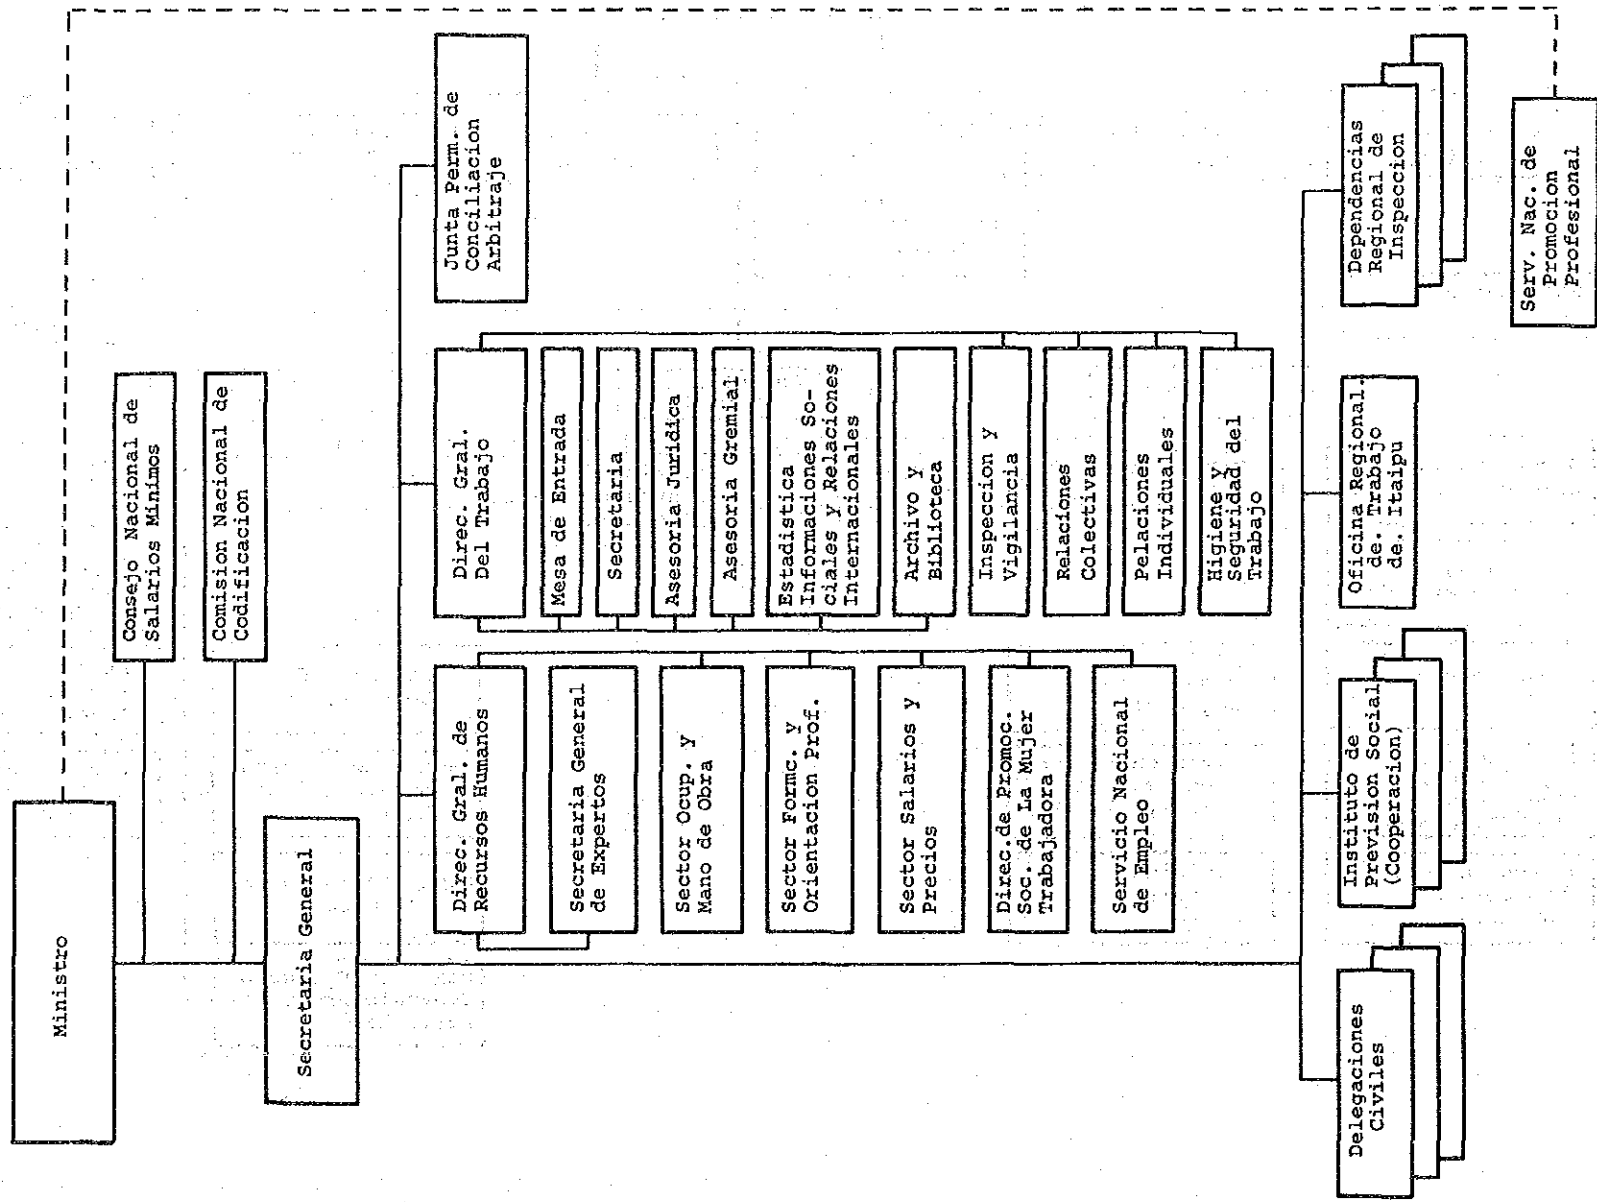 Ministro
Consejo Nacional de
Salarios Minimos
Comision Nacional de
Codificacion
Secretaria General
Direc. Gral. de
Recursos Humanos
Secretaria General
de Expertos
Sector Ocup. y
Mano de Obra
Sector Formc. y
Orientacion Prof.
Sector Salarios y
Precios
Direc. de Promoc.
Soc. de La Mujer
Trabajadora
Servicio Nacional
de Empleo
Direc. Gral.
Del Trabajo
Mesa de Entrada
Secretaria
Asesoria Juridica
Asesoria Gremial
Estadistica
Informaciones So-
ciales y Relaciones
Internacionales
Archivo y
Biblioteca
Inspeccion y
Vigilancia
Relaciones
Colectivas
Pelaciones
Individuales
Higiene y
Seguridad del
Trabajo
Junta Perm. de
Conciliacion
Arbitraje
Delegaciones
Civiles
Instituto de
Prevision Social
(Cooperacion)
Oficina Regional.
de. Trabajo
de. Itaipu
Dependencias
Regional de
Inspeccion
Serv. Nac. de
Promocion
Profesional